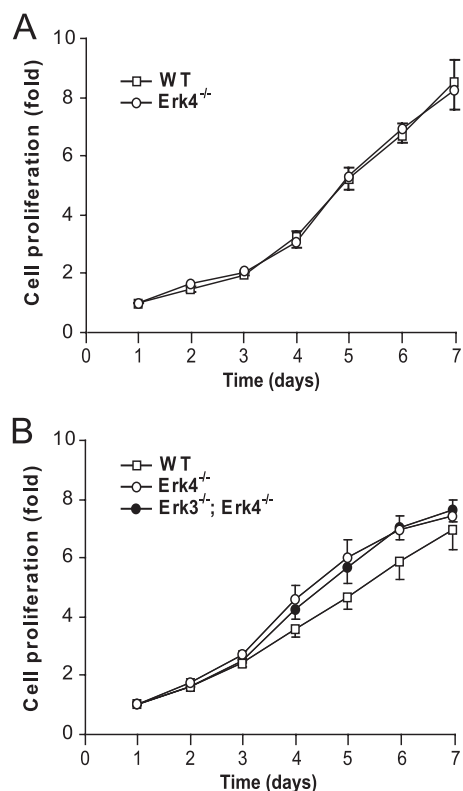 A
Cell proliferation (fold)
10
8
6
4
2
0
WT
Erk4-/-
0 1 2 3 4 5 6 7
Time (days)
B
Cell proliferation (fold)
10
8
6
4
2
0
WT
Erk4-/-
Erk3-/-; Erk4-/-
0 1 2 3 4 5 6 7
Time (days)